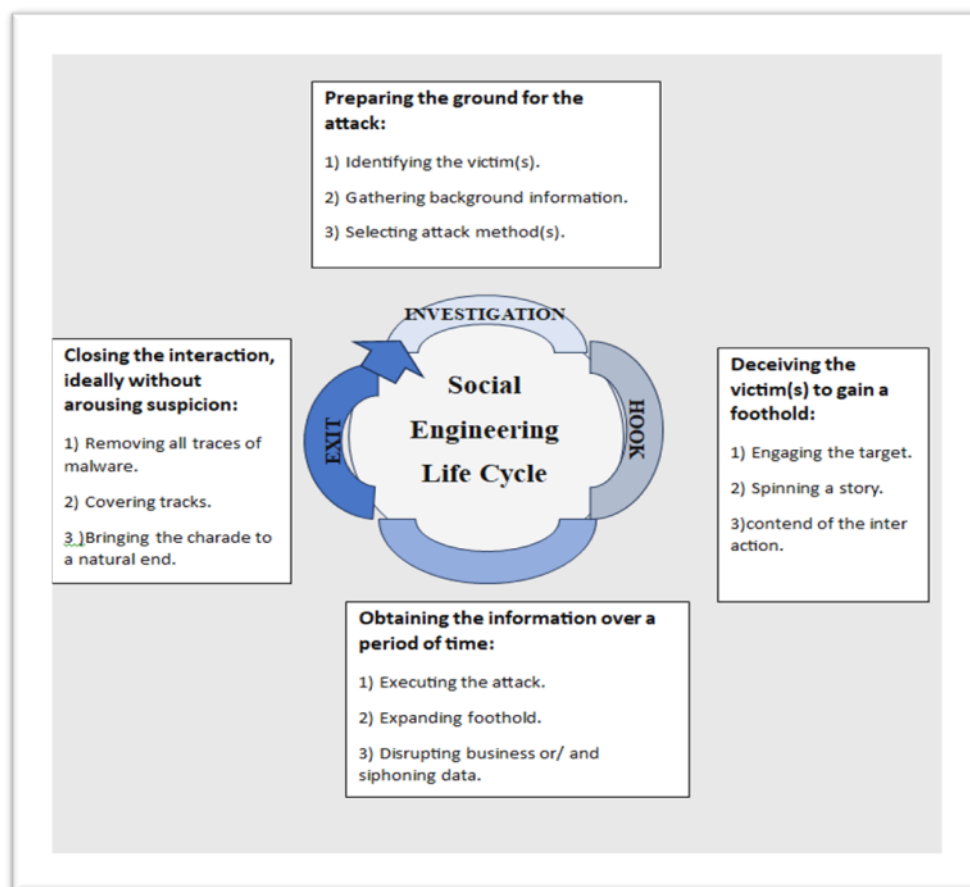 Preparing the ground for the
attack:
1) Identifying the victim(s).
2) Gathering background information.
3) Selecting attack method(s).
INVESTIGATION
Closing the interaction,
ideally without
arousing suspicion:
1) Removing all traces of
malware.
2) Covering tracks.
3 )Bringing the charade to
a natural end.
EXIT
Social
Engineering
Life Cycle
HOOK
Deceiving the
victim(s) to gain a
foothold:
1) Engaging the target.
2) Spinning a story.
3)contend of the inter
action.
Obtaining the information over a
period of time:
1) Executing the attack.
2) Expanding foothold.
3) Disrupting business or/ and
siphoning data.